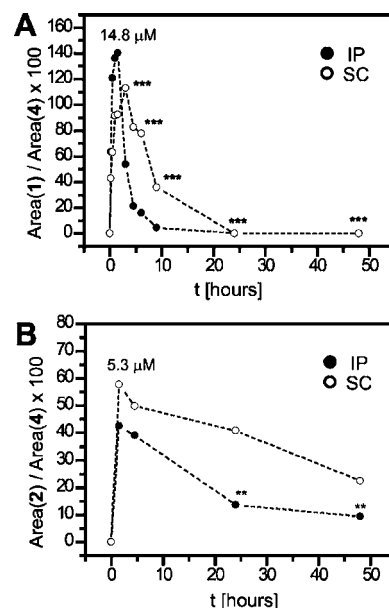 A
14.8 μM
IP
SC
***
***
***
***
***
160
140
120
100
80
60
40
20
0
Area(1) / Area(4) x 100
0 10 20 30 40 50
t [hours]
B
5.3 μM
IP
SC
**
**
80
70
60
50
40
30
20
10
0
Area(2) / Area(4) x 100
0 10 20 30 40 50
t [hours]